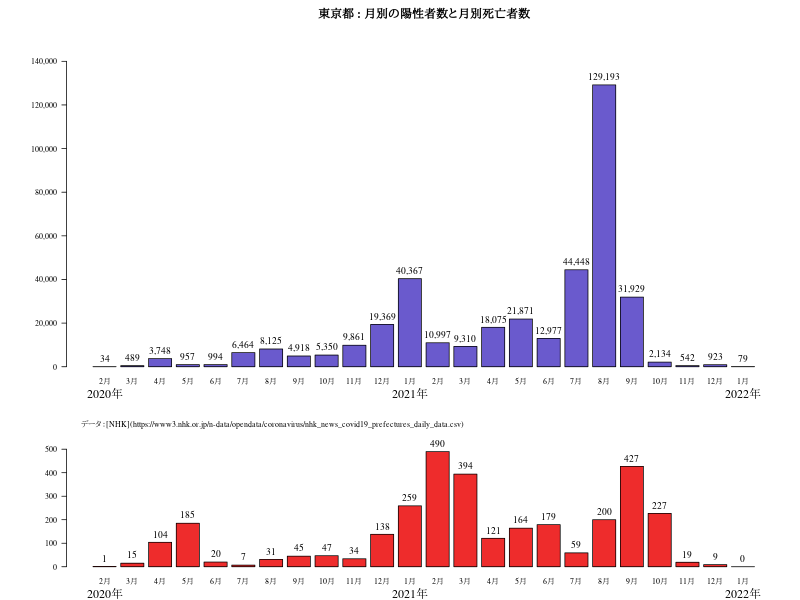 東京都：月別の陽性者数と月別死亡者数
140,000
120,000
100,000
80,000
60,000
40,000
20,000
0
34 489 3,748 957 994 6,464 8,125 4,918 5,350 9,861 19,369 40,367 10,997 9,310 18,075 21,871 12,977 44,448 129,193 31,929 2,134 542 923 79
2月 3月 4月 5月 6月 7月 8月 9月 10月 11月 12月 1月 2月 3月 4月 5月 6月 7月 8月 9月 10月 11月 12月 1月
2020年 2021年 2022年
データ：[NHK](https://www3.nhk.or.jp/n-data/opendata/coronavirus/nhk_news_covid19_prefectures_daily_data.csv)
500
400
300
200
100
0
1 15 104 185 20 7 31 45 47 34 138 259 490 394 121 164 179 59 200 427 227 19 9 0
2月 3月 4月 5月 6月 7月 8月 9月 10月 11月 12月 1月 2月 3月 4月 5月 6月 7月 8月 9月 10月 11月 12月 1月
2020年 2021年 2022年